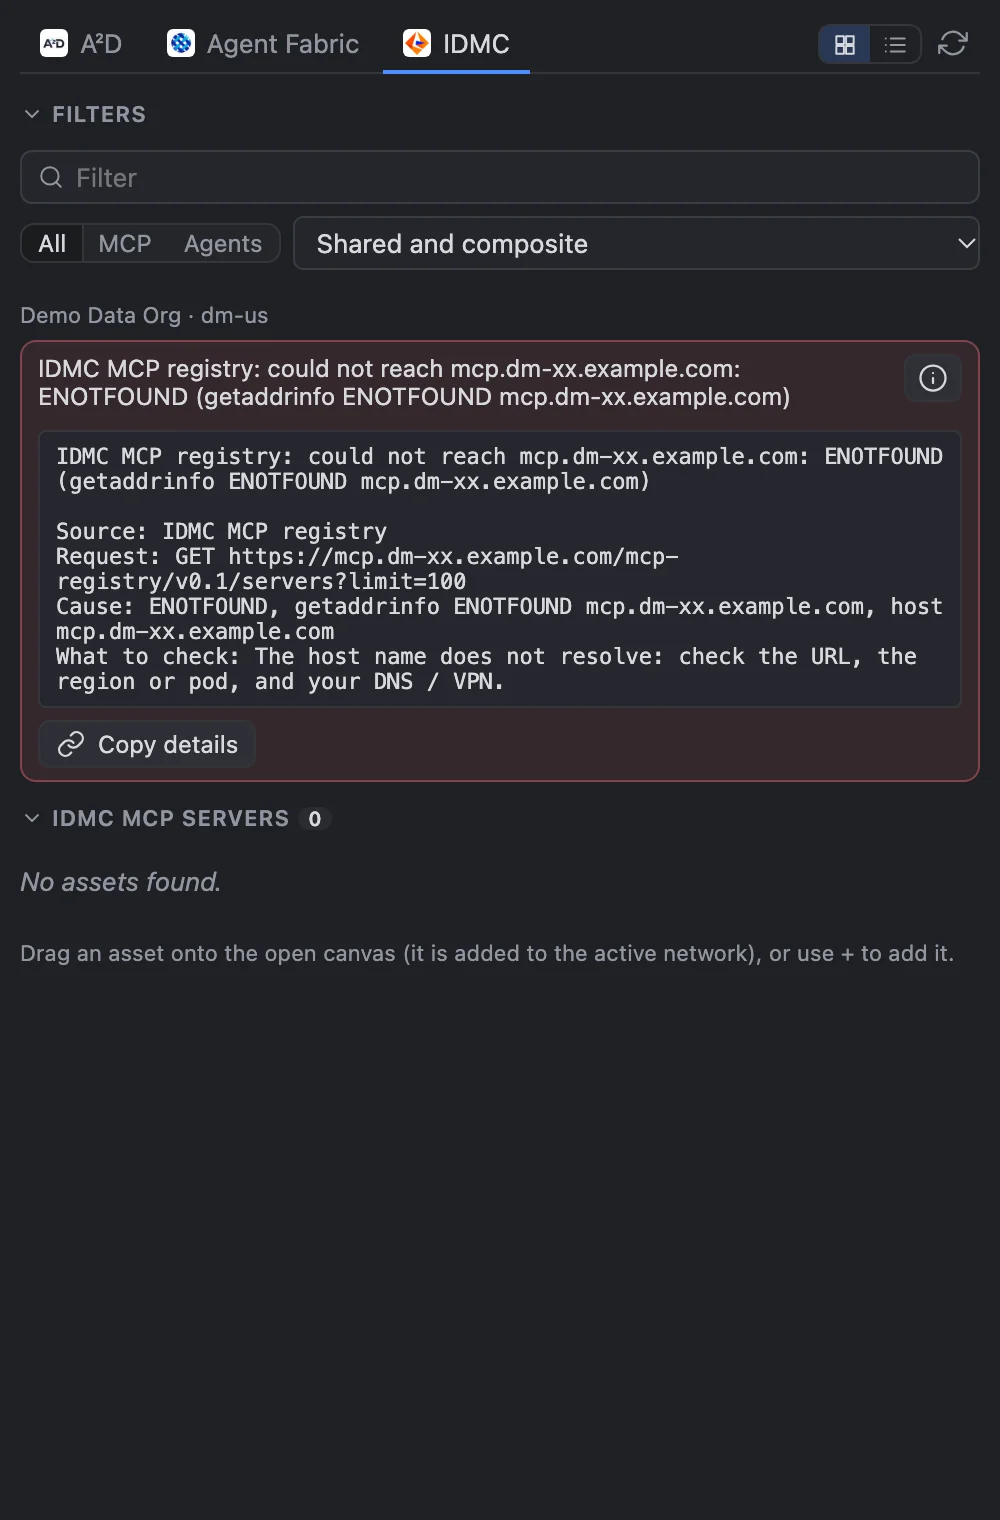 A²D A²D Agent Fabric IDMC
FILTERS
Filter
All MCP Agents Shared and composite
Demo Data Org · dm-us
IDMC MCP registry: could not reach mcp.dm-xx.example.com:
ENOTFOUND (getaddrinfo ENOTFOUND mcp.dm-xx.example.com)
IDMC MCP registry: could not reach mcp.dm-xx.example.com: ENOTFOUND
(getaddrinfo ENOTFOUND mcp.dm-xx.example.com)
Source: IDMC MCP registry
Request: GET https://mcp.dm-xx.example.com/mcp-
registry/v0.1/servers?limit=100
Cause: ENOTFOUND, getaddrinfo ENOTFOUND mcp.dm-xx.example.com, host
mcp.dm-xx.example.com
What to check: The host name does not resolve: check the URL, the
region or pod, and your DNS / VPN.
Copy details
IDMC MCP SERVERS 0
No assets found.
Drag an asset onto the open canvas (it is added to the active network), or use + to add it.